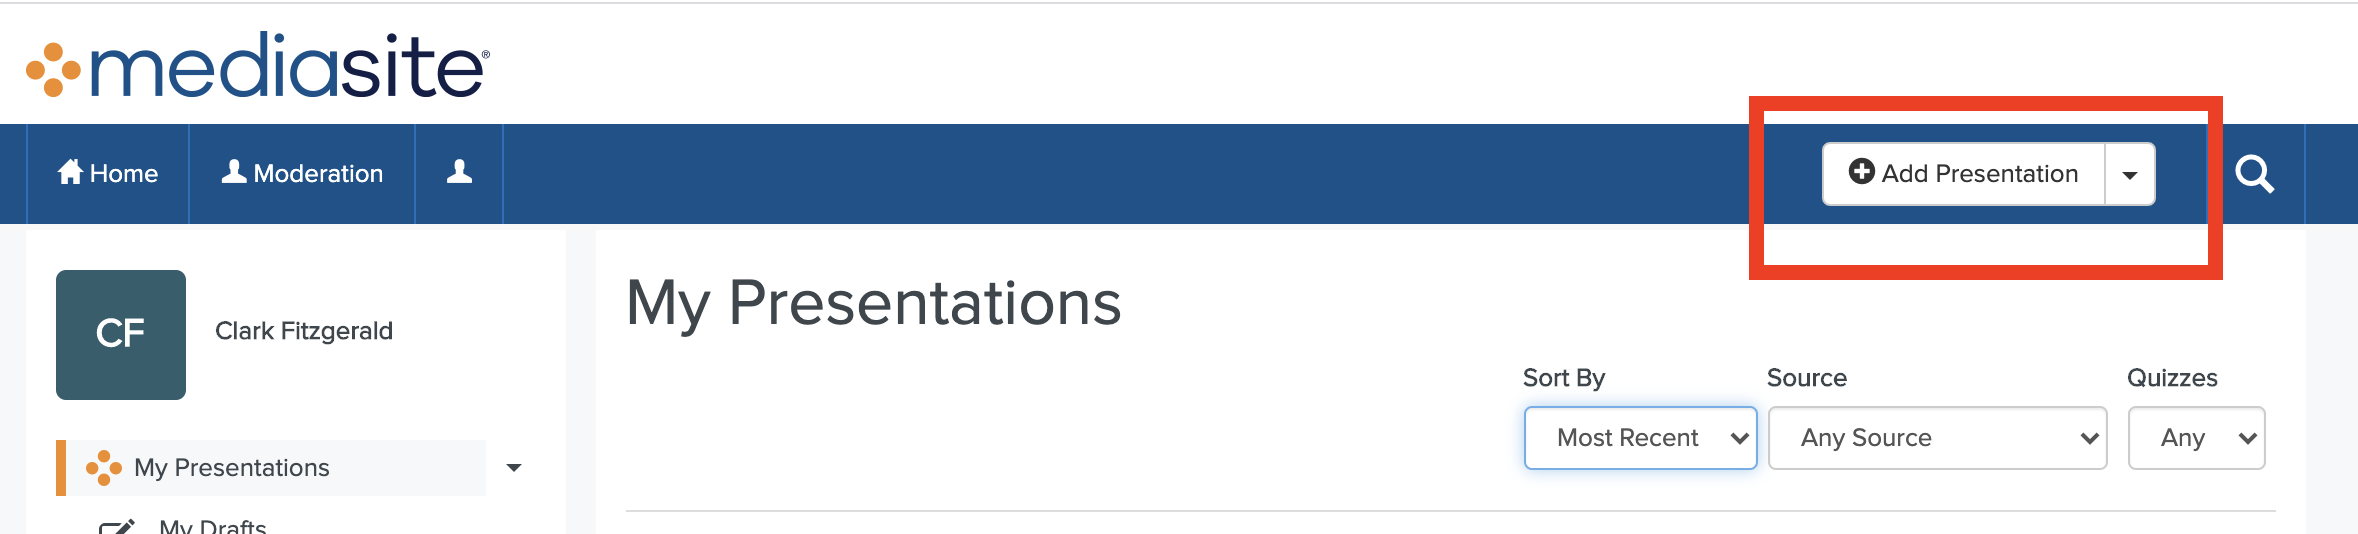 mediasite®
Home
Moderation
Add Presentation
CF
Clark Fitzgerald
My Presentations
My Drafts
My Presentations
Sort By
Source
Quizzes
Most Recent
Any Source
Any